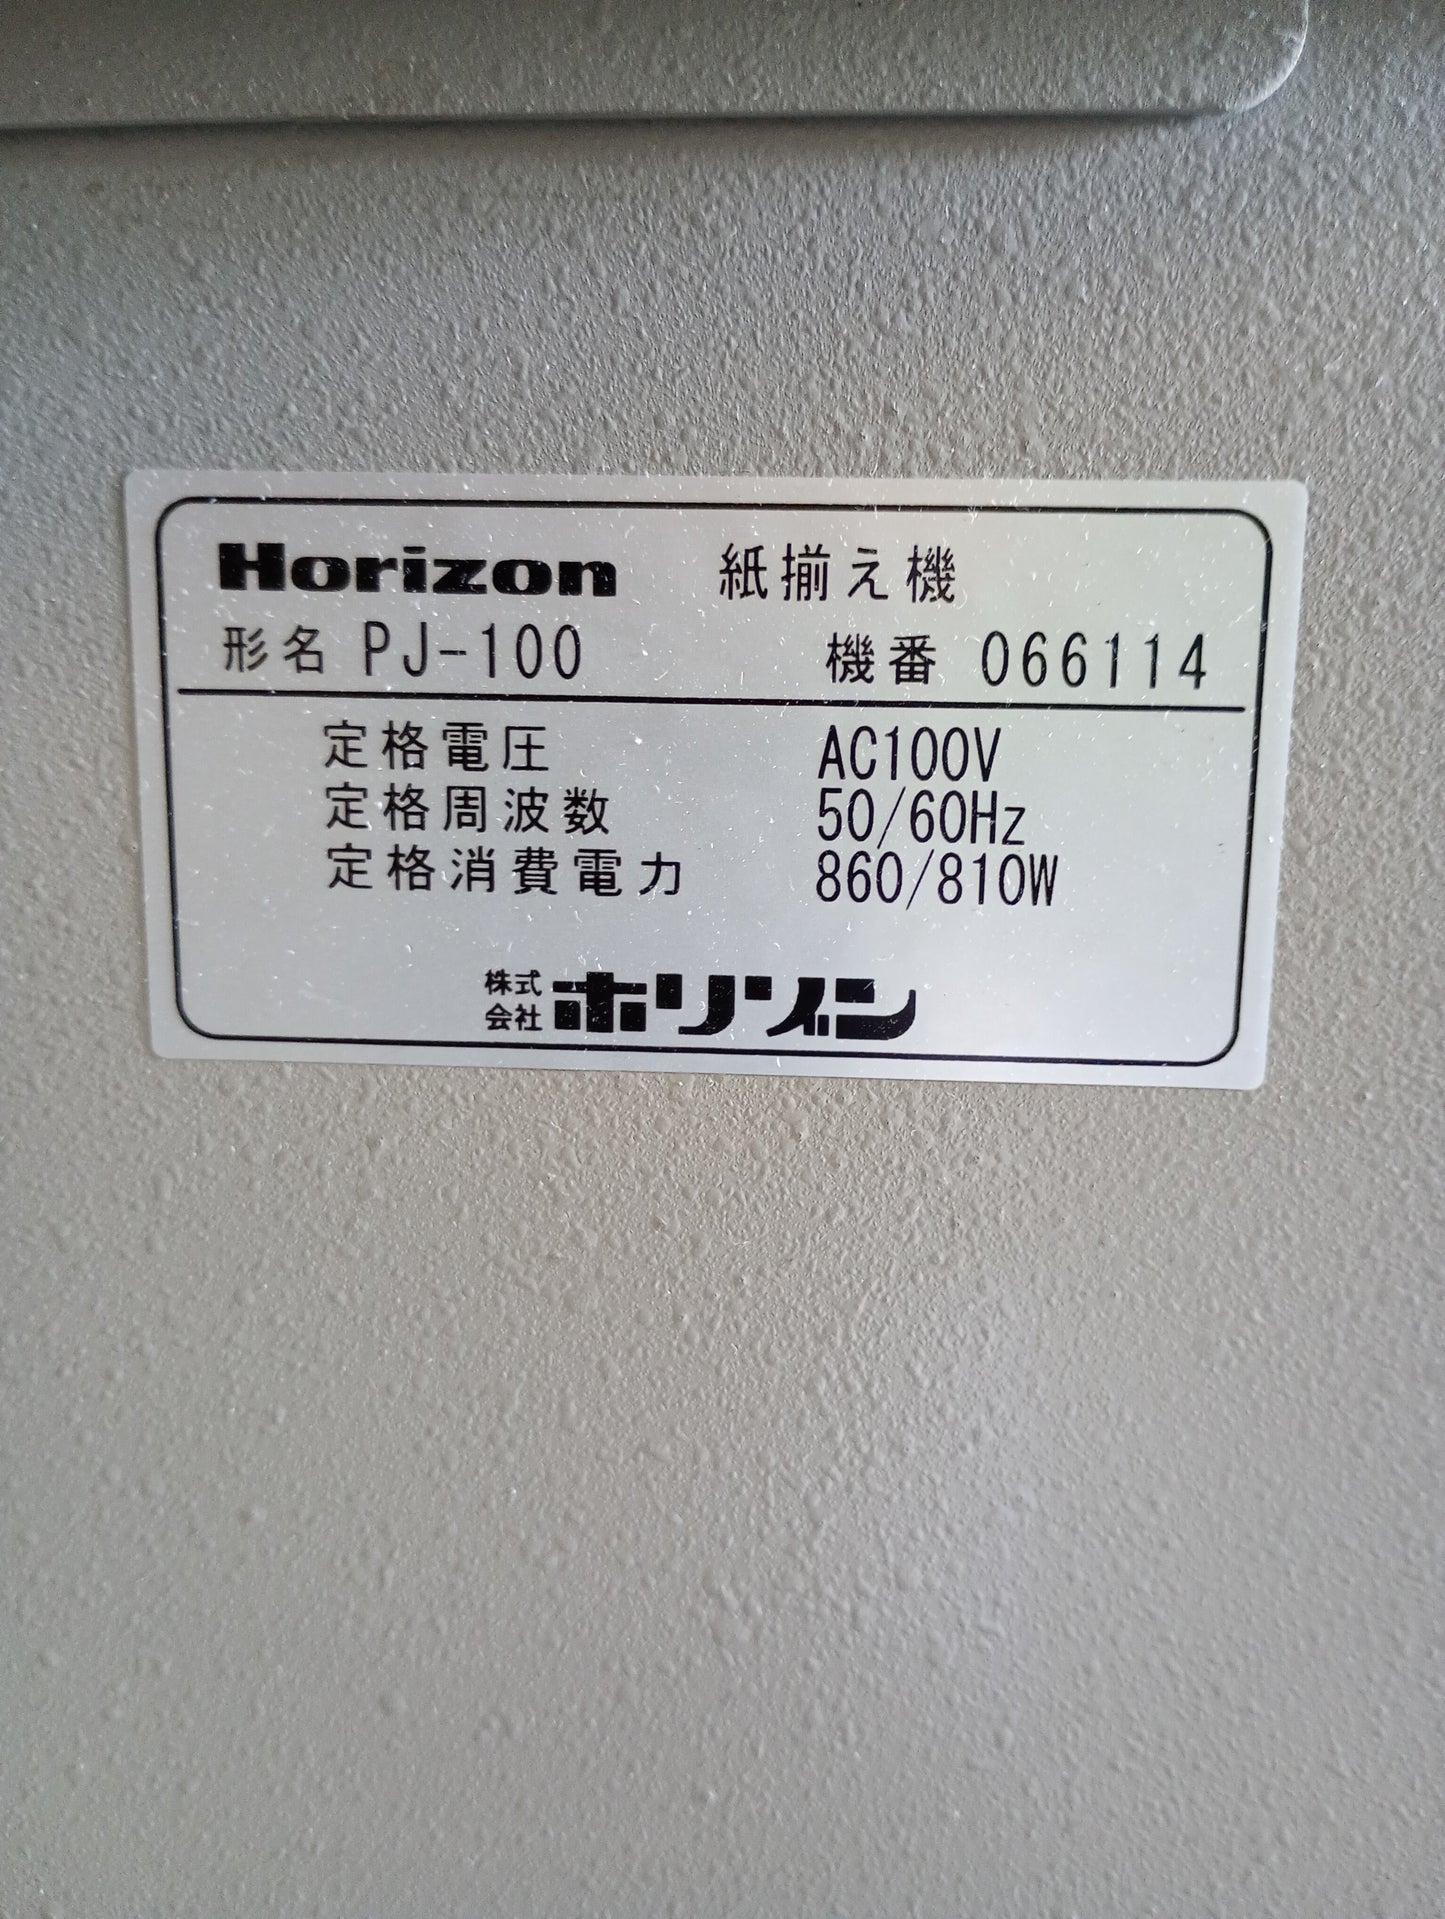 Horizon 紙揃え機
形名 PJ-100 機番 066114
定格電圧 AC100V
定格周波数 50/60Hz
定格消費電力 860/810W
株式会社 ホリゾン